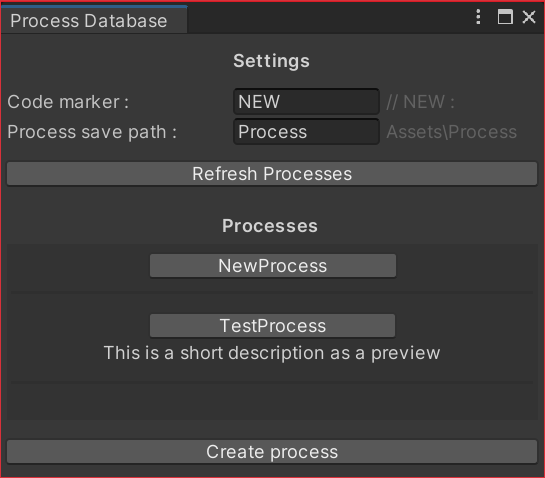 Process Database
Settings
Code marker : NEW // NEW :
Process save path : Process Assets\Process
Refresh Processes
Processes
NewProcess
TestProcess
This is a short description as a preview
Create process